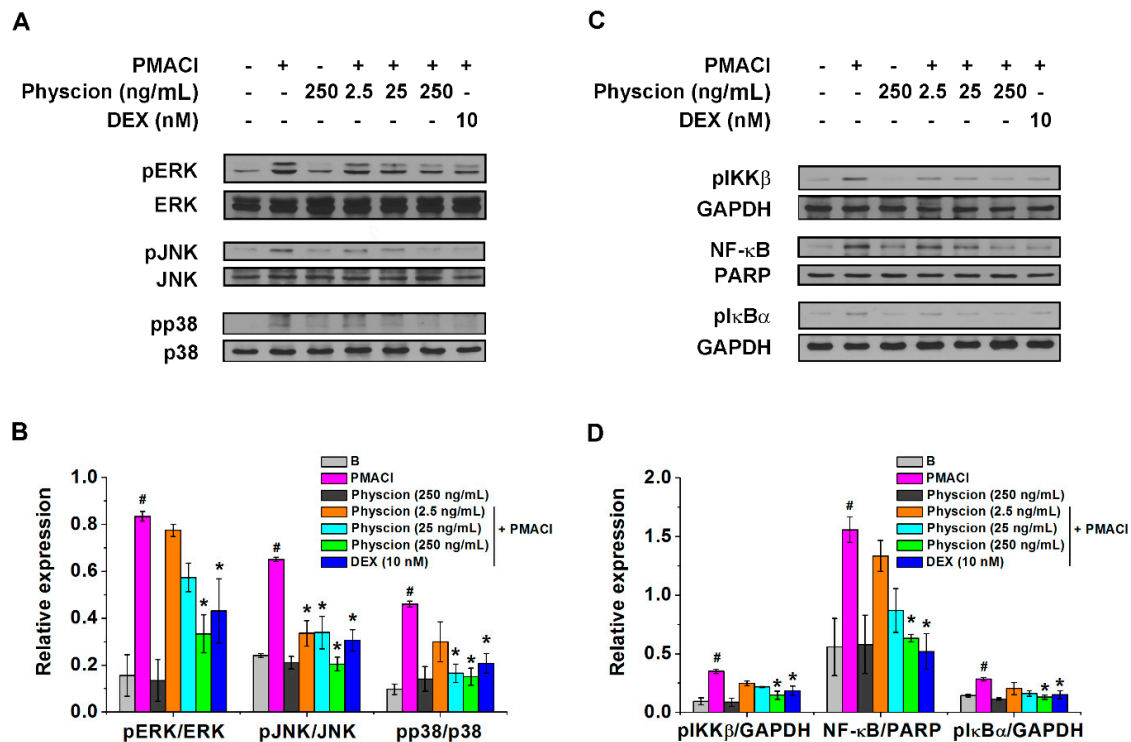 A
PMACI - + - + + + +
Physcion (ng/mL) - - 250 2.5 25 250 -
DEX (nM) - - - - - - 10
pERK
ERK
pJNK
JNK
pp38
p38
B
Relative expression
1.0
0.8
0.6
0.4
0.2
0.0
B
PMACI
Physcion (250 ng/mL)
Physcion (2.5 ng/mL)
Physcion (25 ng/mL)
Physcion (250 ng/mL)
DEX (10 nM)
+ PMACI
# * *
# * * * *
# * * *
pERK/ERK pJNK/JNK pp38/p38
C
PMACI - + - + + + +
Physcion (ng/mL) - - 250 2.5 25 250 -
DEX (nM) - - - - - - 10
pIKKβ
GAPDH
NF-κB
PARP
pIκBα
GAPDH
D
Relative expression
2.0
1.5
1.0
0.5
0.0
B
PMACI
Physcion (250 ng/mL)
Physcion (2.5 ng/mL)
Physcion (25 ng/mL)
Physcion (250 ng/mL)
DEX (10 nM)
+ PMACI
# * *
# * *
# * *
pIKKβ/GAPDH NF-κB/PARP pIκBα/GAPDH